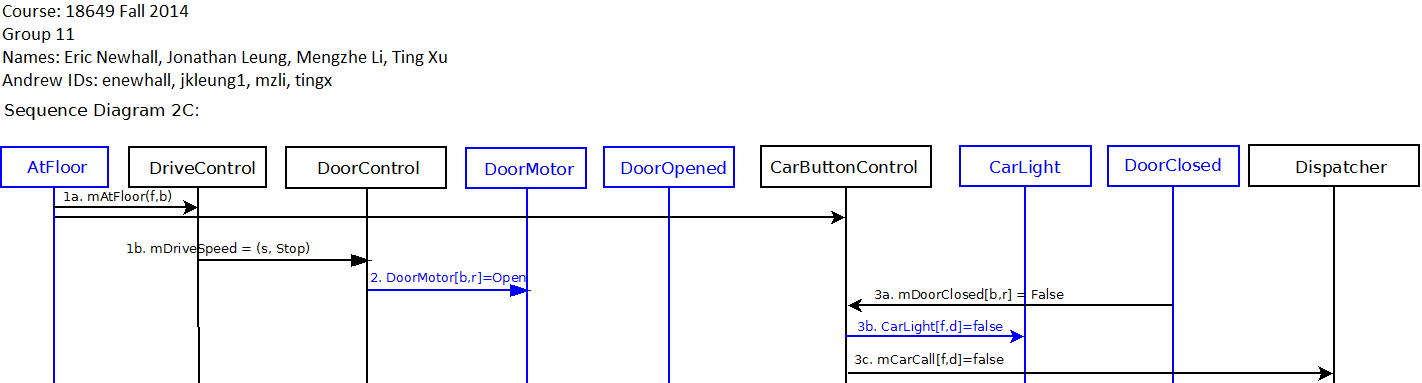 Course: 18649 Fall 2014
Group 11
Names: Eric Newhall, Jonathan Leung, Mengzhe Li, Ting Xu
Andrew IDs: enewhall, jkleung1, mzli, tingx
Sequence Diagram 2C:
AtFloor
DriveControl
DoorControl
DoorMotor
DoorOpened
CarButtonControl
CarLight
DoorClosed
Dispatcher
1a. mAtFloor(f,b)
1b. mDriveSpeed = (s, Stop)
2. DoorMotor[b,r]=Open
3a. mDoorClosed[b,r] = False
3b. CarLight[f,d]=false
3c. mCarCall[f,d]=false